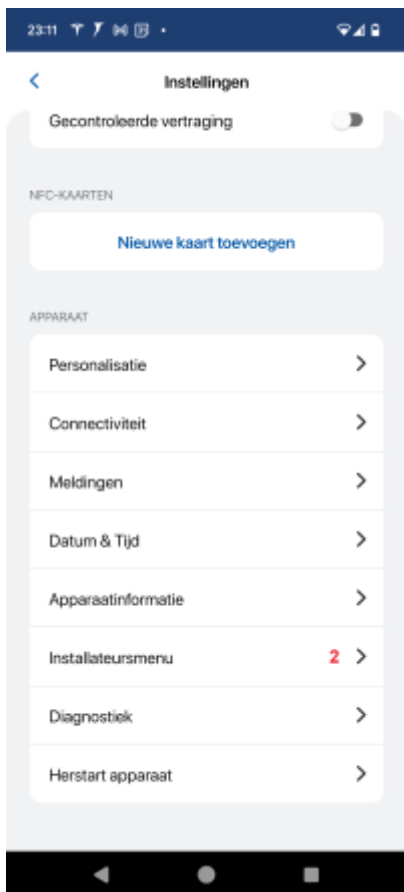 23:11
Instellingen
Gecontroleerde vertraging
NFC-KAARTEN
Nieuwe kaart toevoegen
APPARAAT
Personalisatie
Connectiviteit
Meldingen
Datum & Tijd
Apparaatinformatie
Installateursmenu 2
Diagnostiek
Herstart apparaat